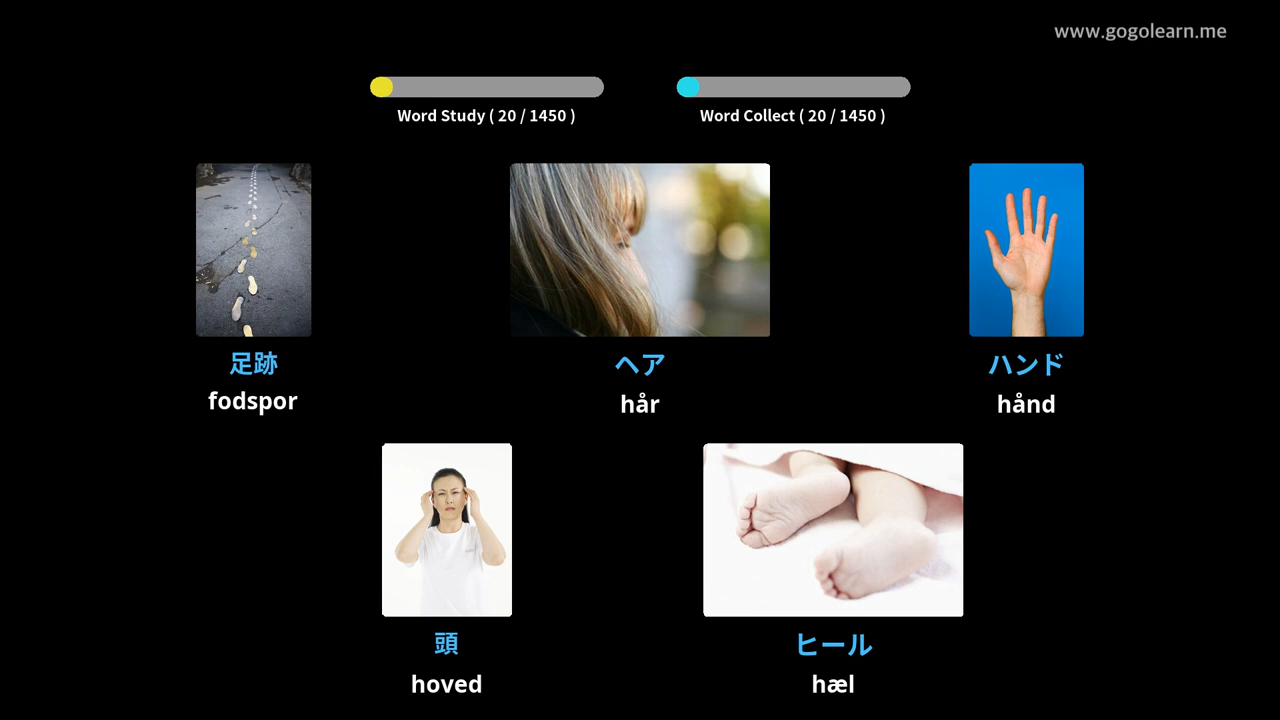 www.gogolearn.me
Word Study ( 20 / 1450 )
Word Collect ( 20 / 1450 )
足跡
fodspor
ヘア
hår
ハンド
hånd
頭
hoved
ヒール
hæl